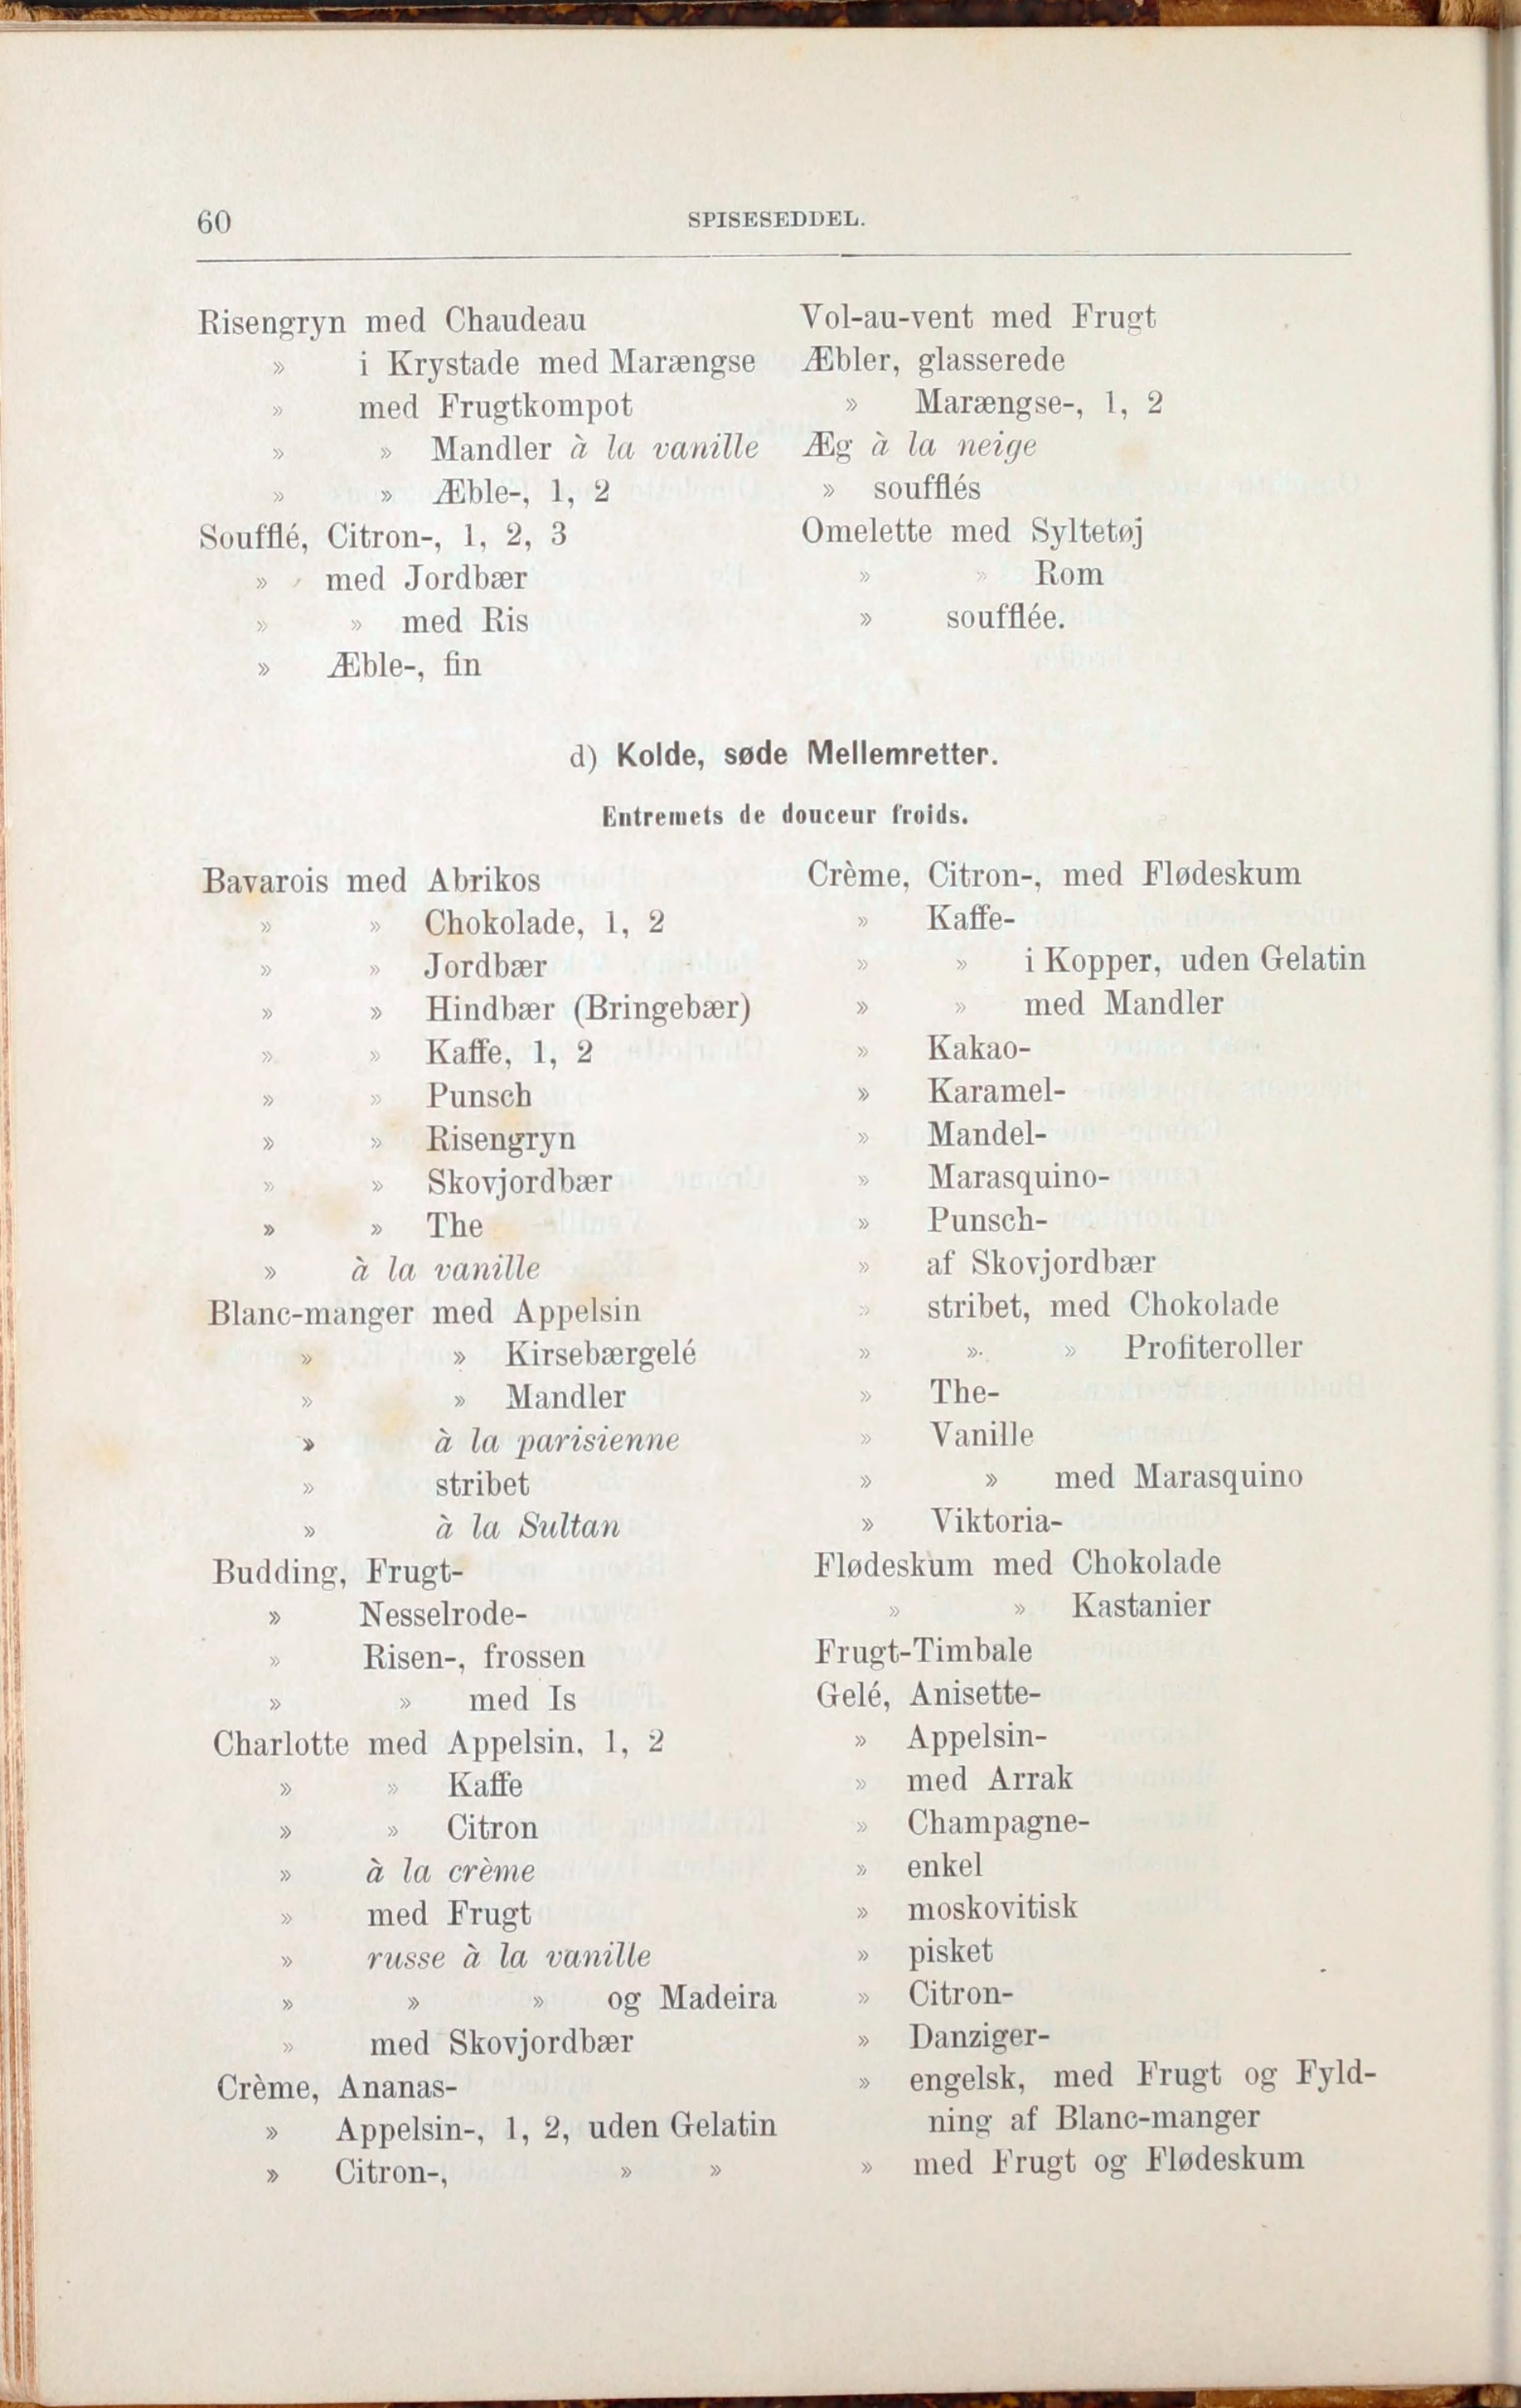 60
SPISESEDDEL.
Risengryn med Chaudeau
» i Krystade med Marængse
» med Frugtkompot
» » Mandler à la vanille
» » Æble-, 1, 2
Soufflé, Citron-, 1, 2, 3
» med Jordbær
» » med Ris
» Æble-, fin
Vol-au-vent med Frugt
Æbler, glasserede
» Marængse-, 1, 2
Æg à la neige
» soufflés
Omelette med Syltetøj
» » Rom
» soufflée.
d) Kolde, søde Mellemretter.
Entremets de douceur froids.
Bavarois med Abrikos
» » Chokolade, 1, 2
» » Jordbær
» » Hindbær (Bringebær)
» » Kaffe, 1, 2
» » Punsch
» » Risengryn
» » Skovjordbær
» » The
» à la vanille
Blanc-manger med Appelsin
» » Kirsebærgelé
» » Mandler
» à la parisienne
» stribet
» à la Sultan
Budding, Frugt-
» Nesselrode-
» Risen-, frossen
» » med Is
Charlotte med Appelsin, 1, 2
» » Kaffe
» » Citron
» à la crème
» med Frugt
» russe à la vanille
» » » og Madeira
» med Skovjordbær
Crème, Ananas-
» Appelsin-, 1, 2, uden Gelatin
» Citron-, » »
Crème, Citron-, med Flødeskum
» Kaffe-
» » i Kopper, uden Gelatin
» » med Mandler
» Kakao-
» Karamel-
» Mandel-
» Marasquino-
» Punsch-
» af Skovjordbær
» stribet, med Chokolade
» » » Profiteroller
» The-
» Vanille
» » med Marasquino
» Viktoria-
Flødeskum med Chokolade
» » Kastanier
Frugt-Timbale
Gelé, Anisette-
» Appelsin-
» med Arrak
» Champagne-
» enkel
» moskovitisk
» pisket
» Citron-
» Danziger-
» engelsk, med Frugt og Fyld-
ning af Blanc-manger
» med Frugt og Flødeskum